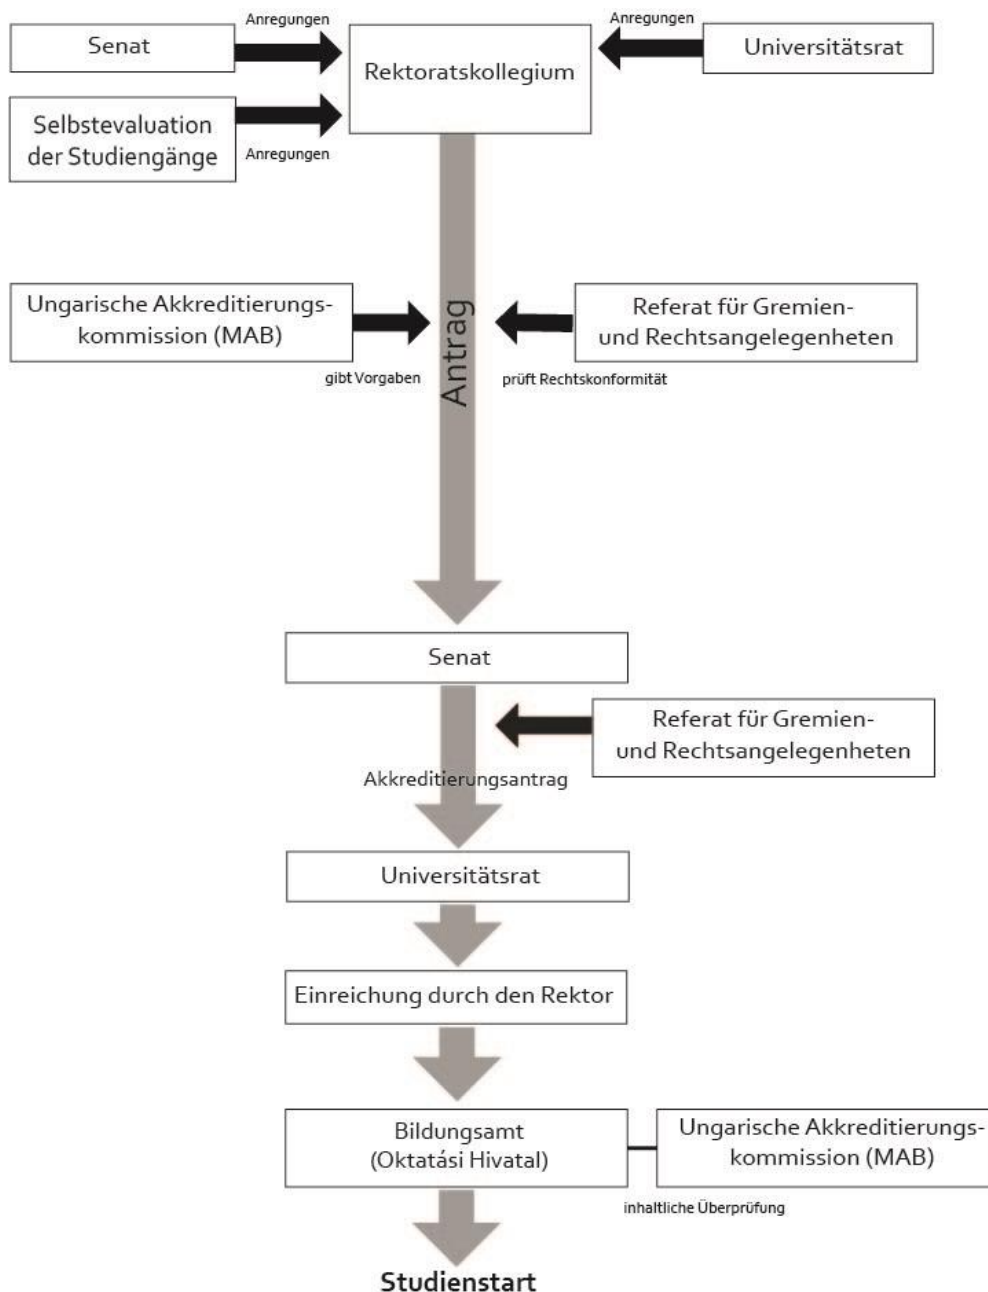 Anregungen
Anregungen
Senat
Universitätsrat
Rektoratskollegium
Selbstevaluation
der Studiengänge
Anregungen
Ungarische Akkreditierungs-
kommission (MAB)
Antrag
Referat für Gremien-
und Rechtsangelegenheten
gibt Vorgaben
prüft Rechtskonformität
Senat
Referat für Gremien-
und Rechtsangelegenheten
Akkreditierungsantrag
Universitätsrat
Einreichung durch den Rektor
Bildungsamt
(Oktatási Hivatal)
Ungarische Akkreditierungs-
kommission (MAB)
inhaltliche Überprüfung
Studienstart